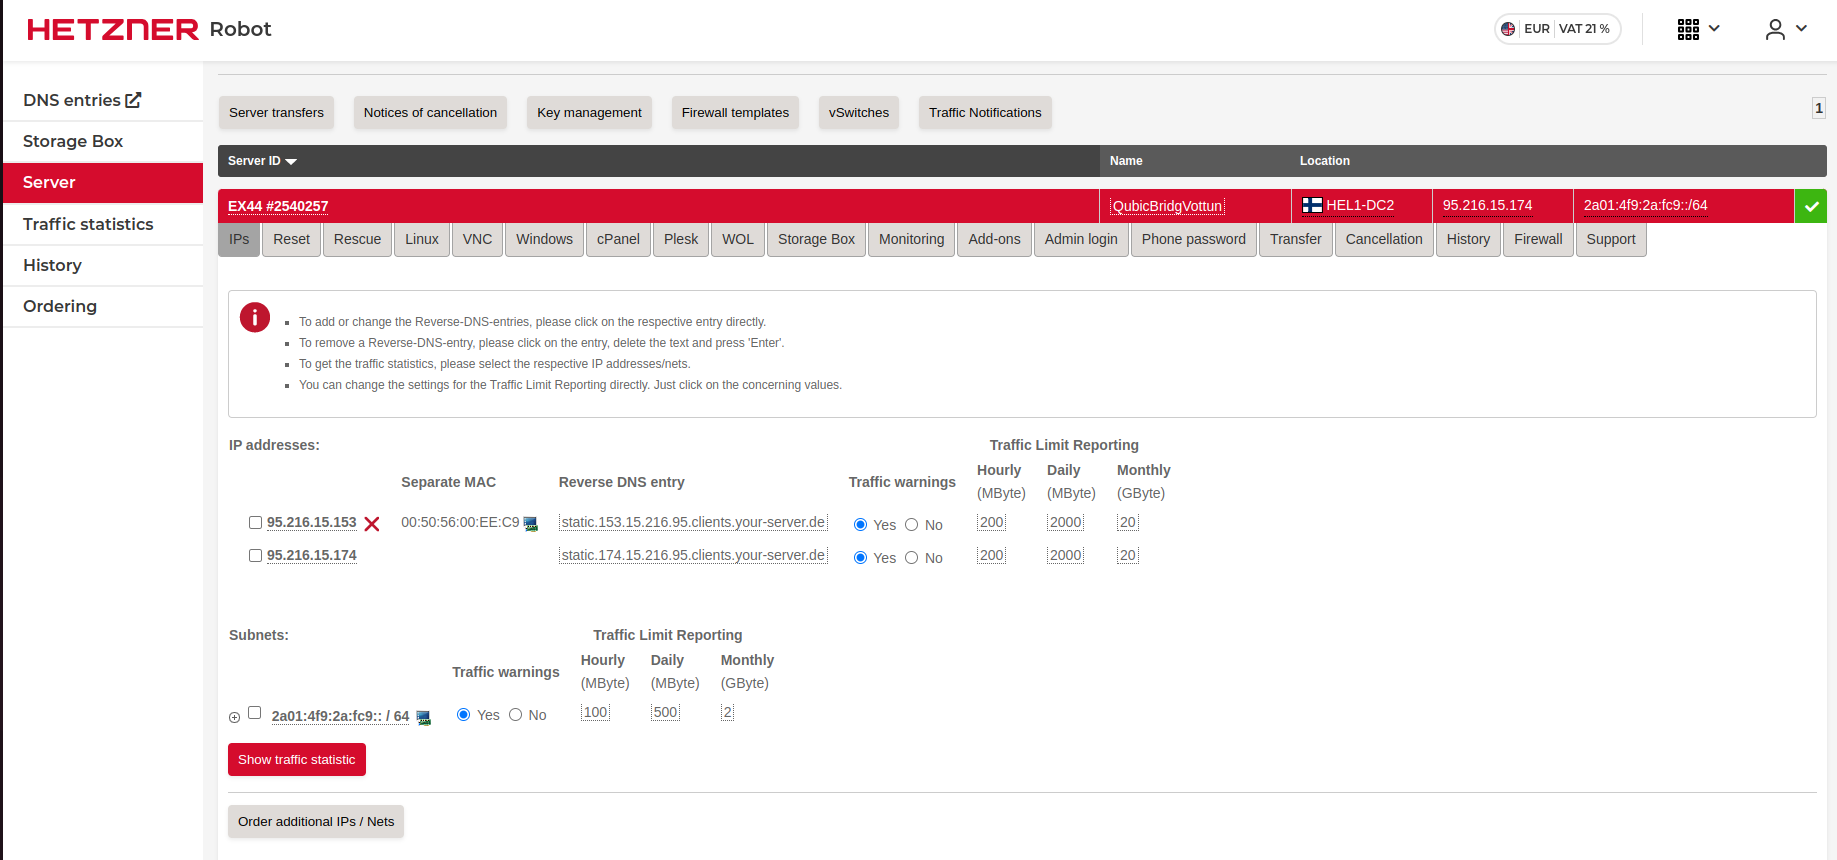 HETZNER Robot
EUR VAT 21 %
DNS entries
Storage Box
Server
Traffic statistics
History
Ordering
Server transfers Notices of cancellation Key management Firewall templates vSwitches Traffic Notifications 1
Server ID Name Location
EX44 #2540257 QubicBridgVottun HEL1-DC2 95.216.15.174 2a01:4f9:2a:fc9::/64
IPs Reset Rescue Linux VNC Windows cPanel Plesk WOL Storage Box Monitoring Add-ons Admin login Phone password Transfer Cancellation History Firewall Support
To add or change the Reverse-DNS-entries, please click on the respective entry directly.
To remove a Reverse-DNS-entry, please click on the entry, delete the text and press 'Enter'.
To get the traffic statistics, please select the respective IP addresses/nets.
You can change the settings for the Traffic Limit Reporting directly. Just click on the concerning values.
IP addresses: Traffic Limit Reporting
Separate MAC Reverse DNS entry Traffic warnings Hourly Daily Monthly
(MByte) (MByte) (GByte)
95.216.15.153 00:50:56:00:EE:C9 static.153.15.216.95.clients.your-server.de Yes No 200 2000 20
95.216.15.174 static.174.15.216.95.clients.your-server.de Yes No 200 2000 20
Subnets: Traffic Limit Reporting
Traffic warnings Hourly Daily Monthly
(MByte) (MByte) (GByte)
2a01:4f9:2a:fc9:: / 64 Yes No 100 500 2
Show traffic statistic
Order additional IPs / Nets